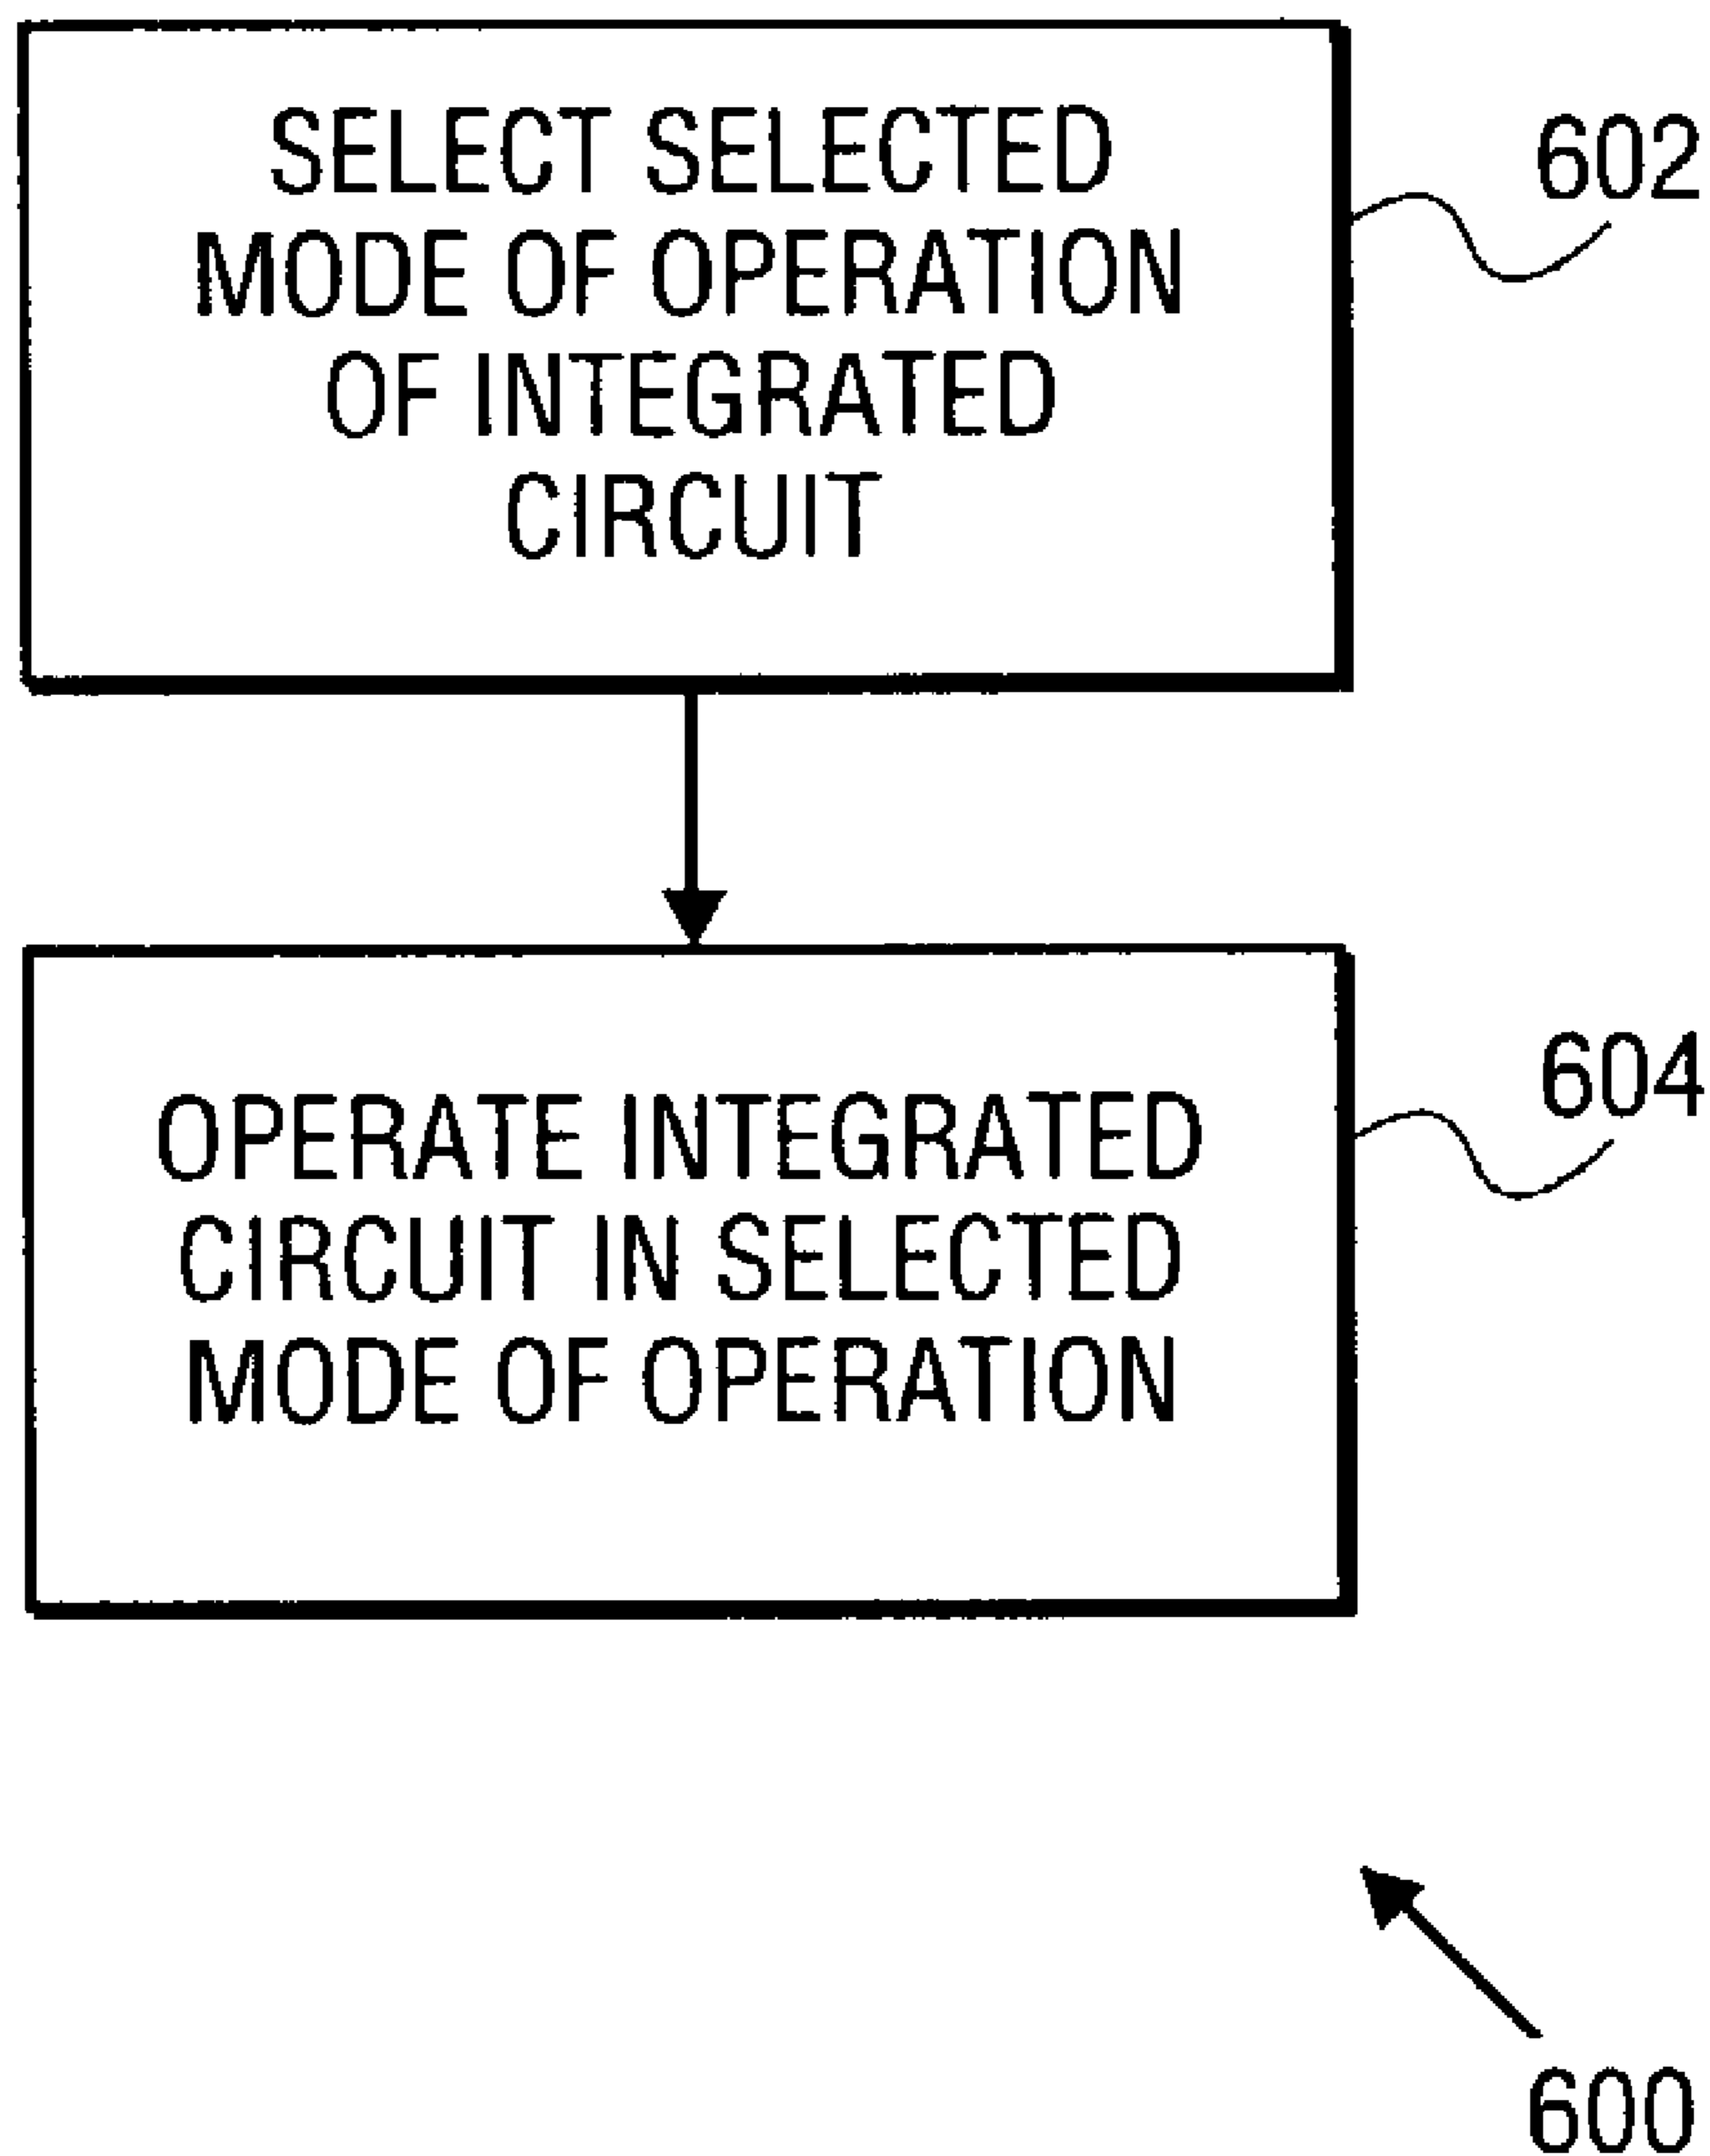 SELECT SELECTED
MODE OF OPERATION
OF INTEGRATED
CIRCUIT
602
OPERATE INTEGRATED
CIRCUIT IN SELECTED
MODE OF OPERATION
604
600